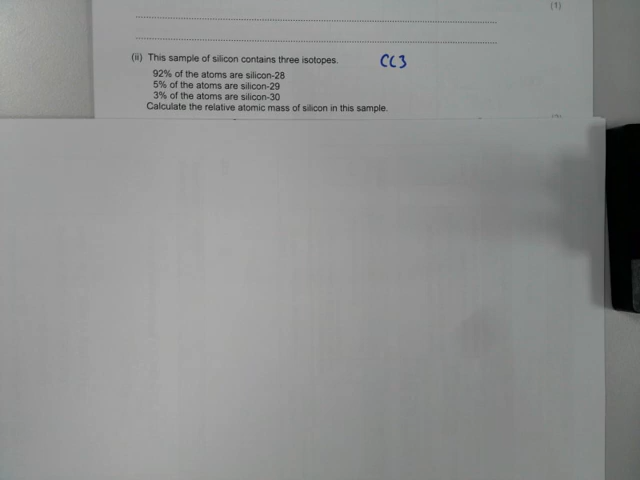 (1)
(ii) This sample of silicon contains three isotopes. CC3
92% of the atoms are silicon-28
5% of the atoms are silicon-29
3% of the atoms are silicon-30
Calculate the relative atomic mass of silicon in this sample.